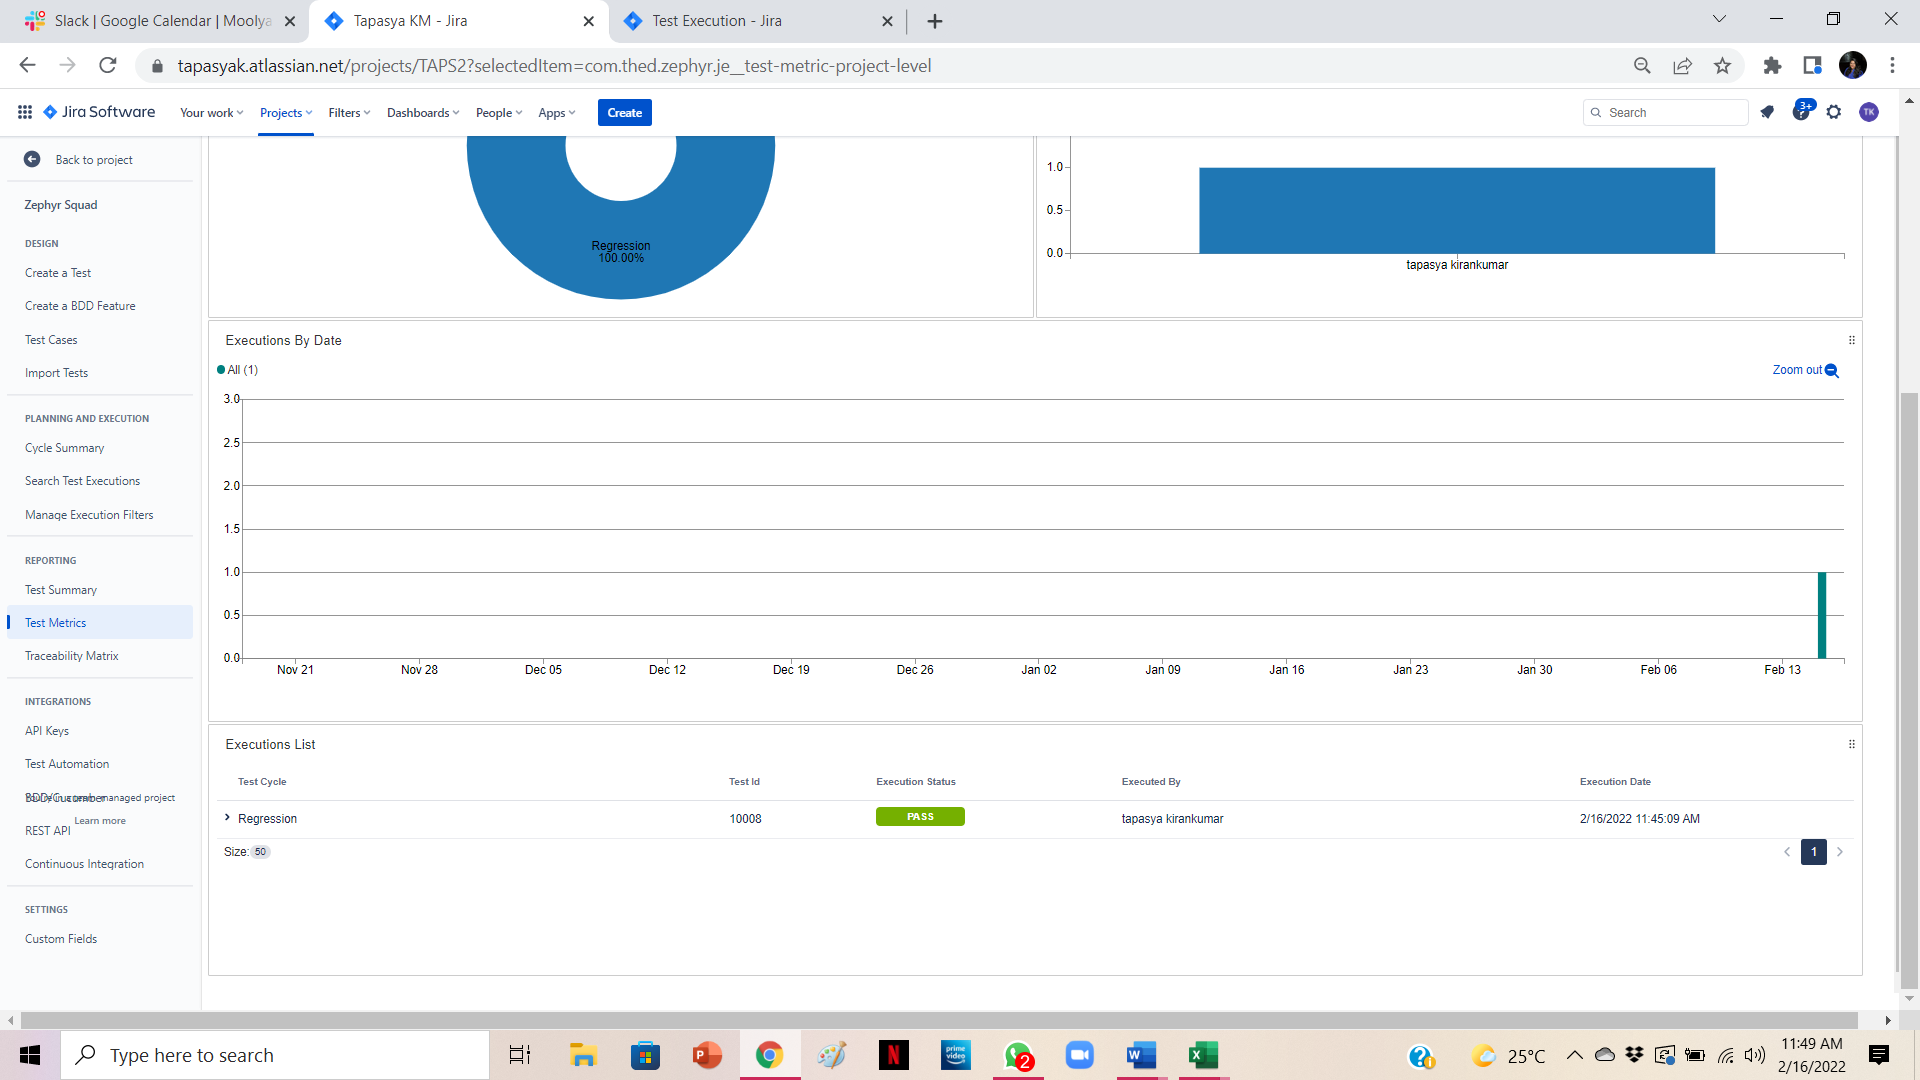 Slack | Google Calendar | Moolya
Tapasya KM - Jira
Test Execution - Jira
tapasyak.atlassian.net/projects/TAPS2?selectedItem=com.thed.zephyr.je__test-metric-project-level
Jira Software Your work Projects Filters Dashboards People Apps Create Search 3+ TK
Back to project
Zephyr Squad
DESIGN
Create a Test
Create a BDD Feature
Test Cases
Import Tests
PLANNING AND EXECUTION
Cycle Summary
Search Test Executions
Manage Execution Filters
REPORTING
Test Summary
Test Metrics
Traceability Matrix
INTEGRATIONS
API Keys
Test Automation
BDD/Cucumber
You're in a team-managed project
Learn more
REST API
Continuous Integration
SETTINGS
Custom Fields
Regression
100.00%
1.0
0.5
0.0
tapasya kirankumar
Executions By Date
All (1)
Zoom out
3.0
2.5
2.0
1.5
1.0
0.5
0.0
Nov 21 Nov 28 Dec 05 Dec 12 Dec 19 Dec 26 Jan 02 Jan 09 Jan 16 Jan 23 Jan 30 Feb 06 Feb 13
Executions List
Test Cycle Test Id Execution Status Executed By Execution Date
Regression 10008 PASS tapasya kirankumar 2/16/2022 11:45:09 AM
Size: 50
1
Type here to search
P
N
prime video
2
W
X
25°C
11:49 AM
2/16/2022